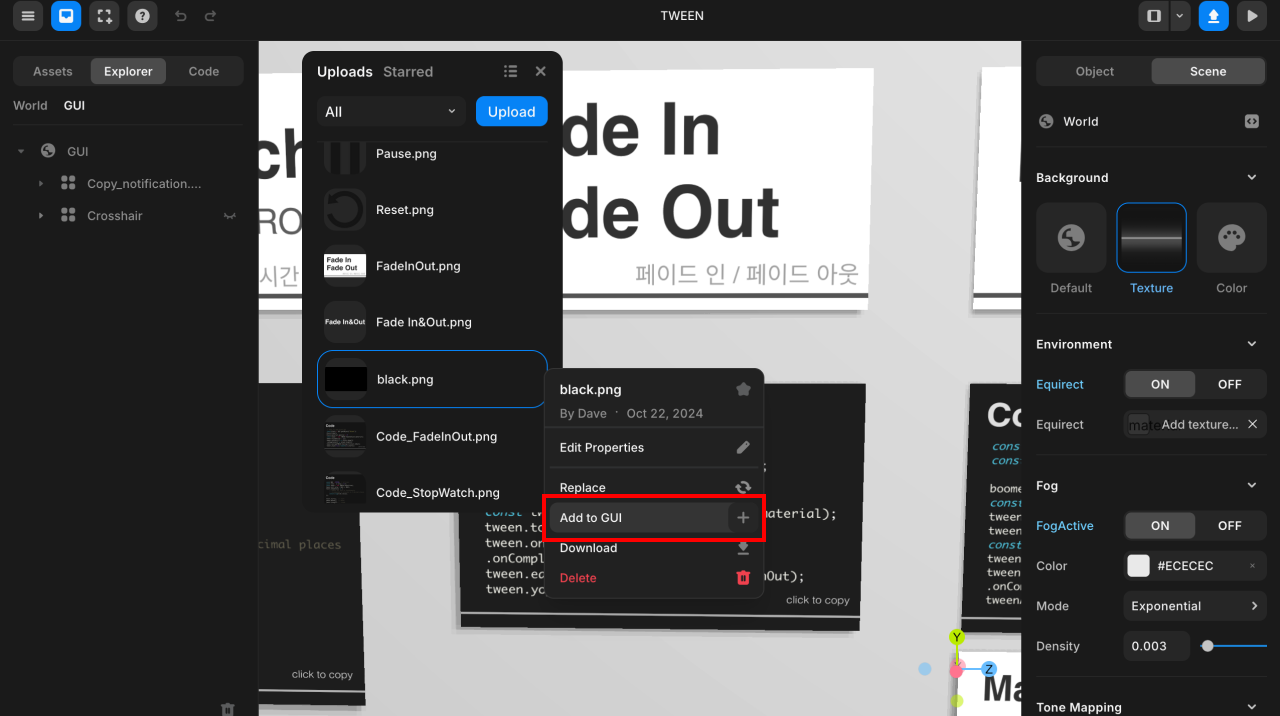 TWEEN
Assets
Explorer
Code
World
GUI
GUI
Copy_notification....
Crosshair
Uploads
Starred
All
Upload
Pause.png
Reset.png
Fade In
Fade Out
FadeInOut.png
Fade In&Out
Fade In&Out.png
black.png
Code
Code_FadeInOut.png
Code_StopWatch.png
black.png
By Dave · Oct 22, 2024
Edit Properties
Replace
Add to GUI
Download
Delete
ch
RO
시간
de In
de Out
페이드 인 / 페이드 아웃
cimal places
click to copy
const tw
material);
tween.to
tween.on
.onCompl
tween.ea
nOut);
tween.yo
click to copy
Co
const
const
boome
const
tween
tween
const
tween
tween
.onCo
tween
Y
Z
Ma
Object
Scene
World
Background
Default
Texture
Color
Environment
Equirect
ON
OFF
Equirect
mate
Add texture...
Fog
FogActive
ON
OFF
Color
#ECECEC
Mode
Exponential
Density
0.003
Tone Mapping